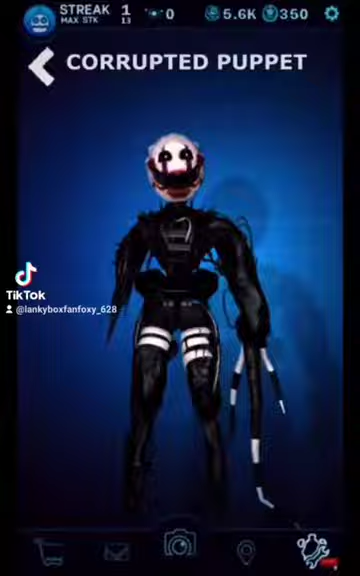 STREAK 1 0 5.6K 350
MAX STK 13
CORRUPTED PUPPET
TikTok
@lankyboxfanfoxy_628